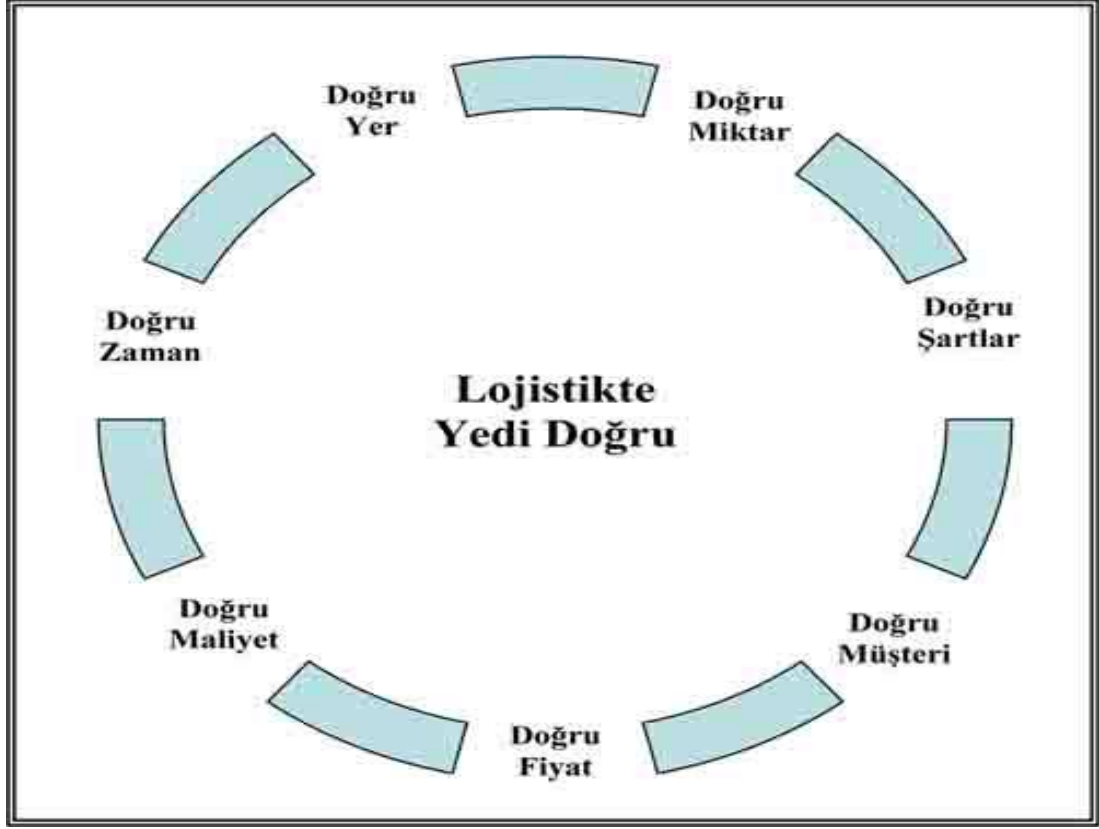 Doğru
Yer
Doğru
Miktar
Doğru
Şartlar
Doğru
Zaman
Lojistikte
Yedi Doğru
Doğru
Maliyet
Doğru
Müşteri
Doğru
Fiyat